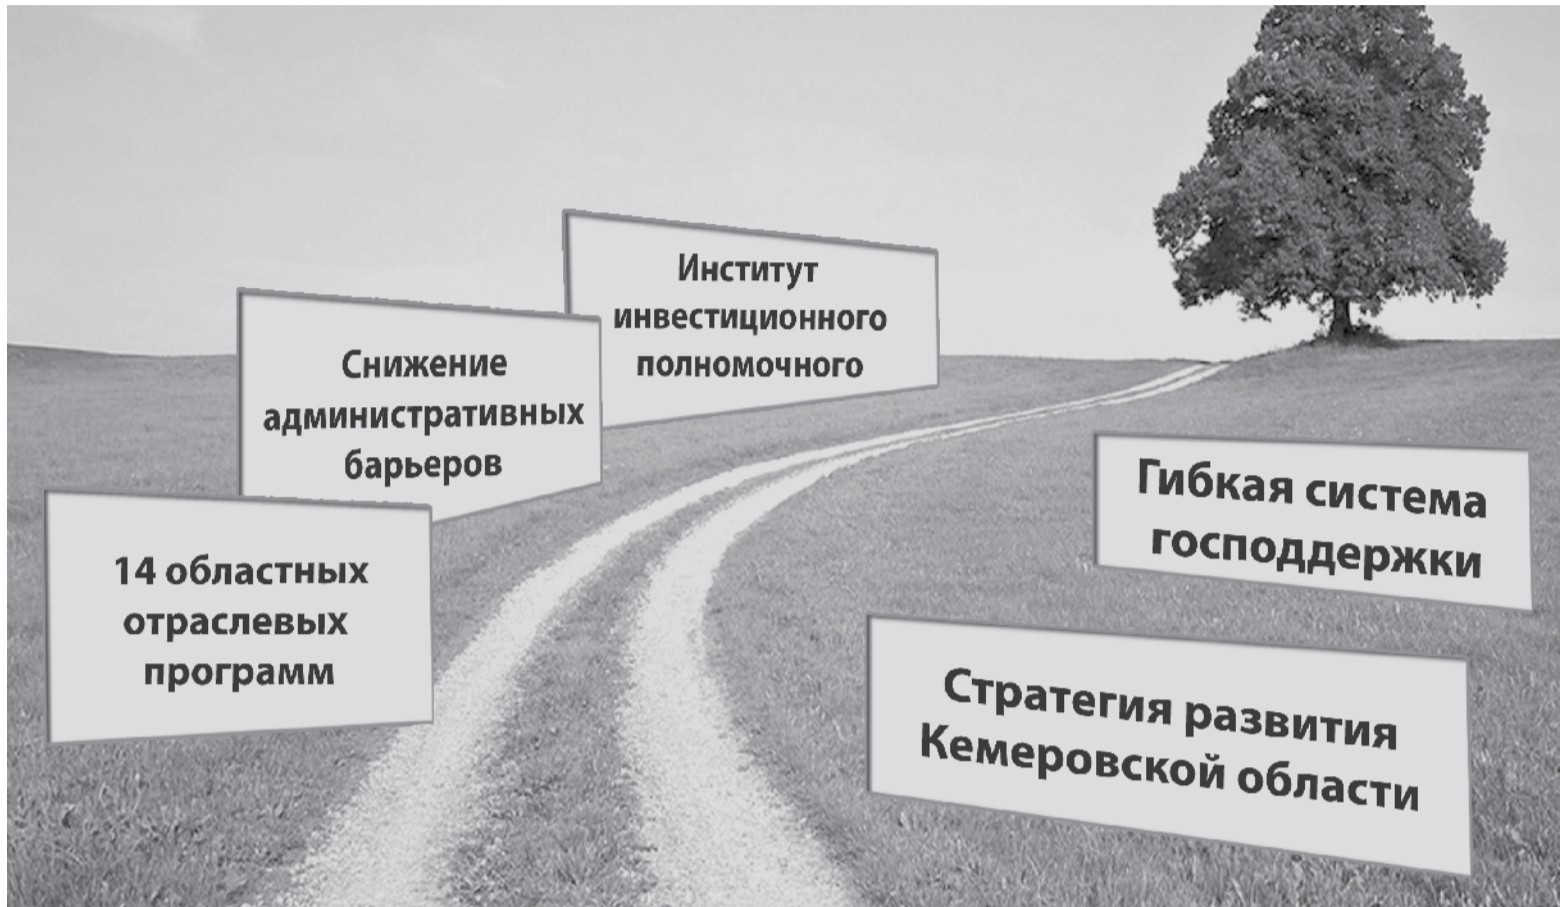 Институт
инвестиционного
полномочного
Снижение
административных
барьеров
14 областных
отраслевых
программ
Гибкая система
господдержки
Стратегия развития
Кемеровской области